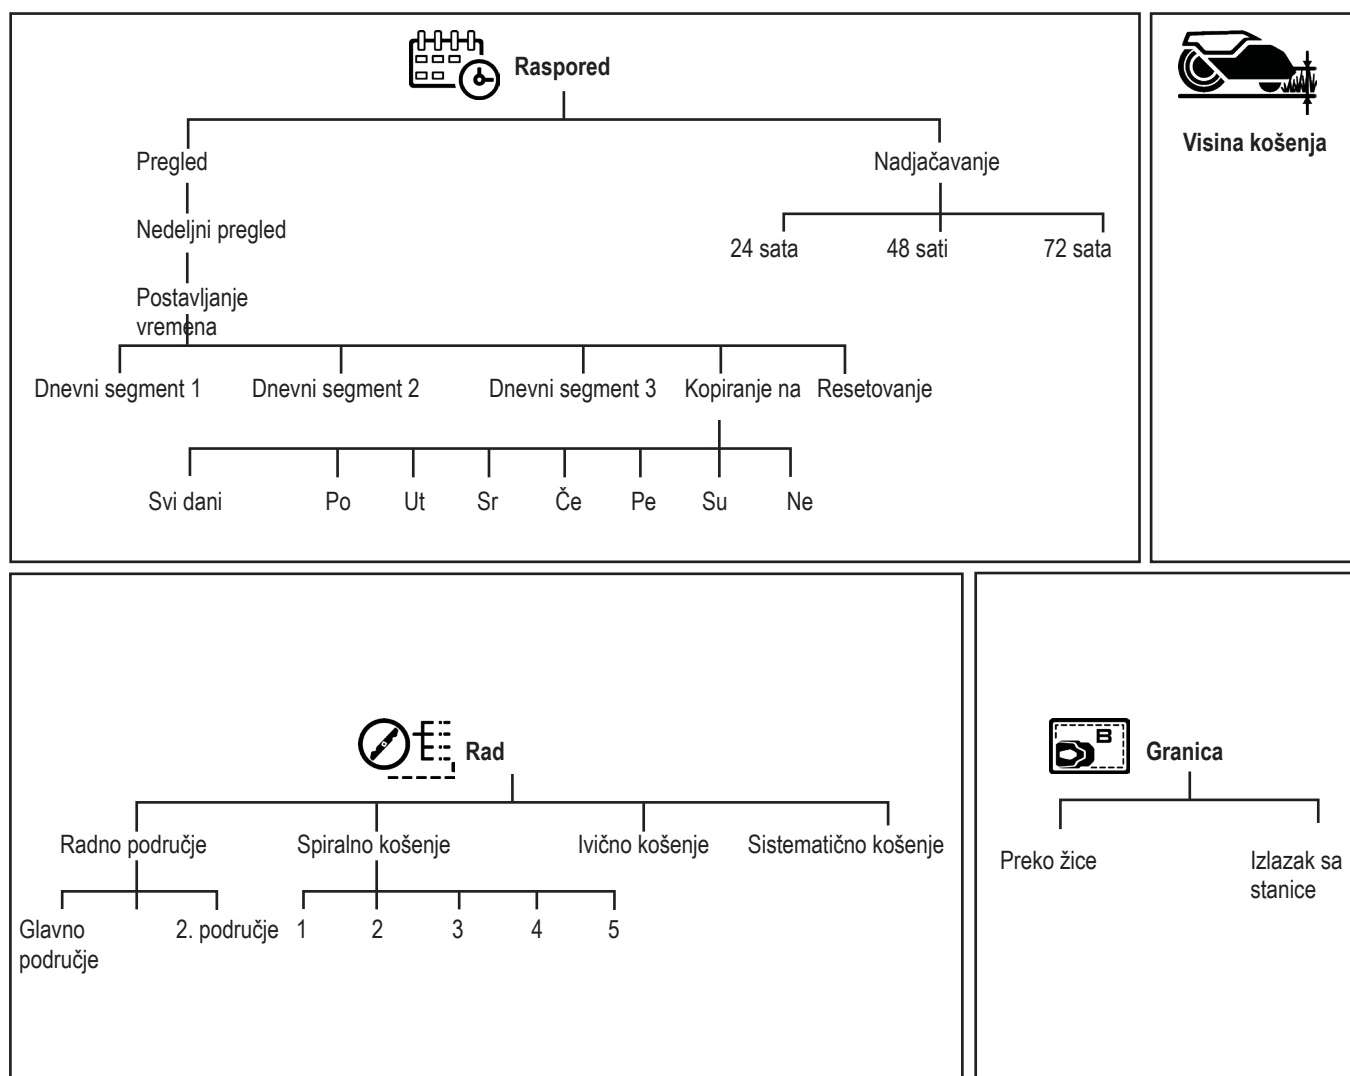 Raspored
Pregled
Nadjačavanje
Nedeljni pregled
24 sata 48 sati 72 sata
Postavljanje
vremena
Dnevni segment 1 Dnevni segment 2 Dnevni segment 3 Kopiranje na Resetovanje
Svi dani Po Ut Sr Če Pe Su Ne
Visina košenja
Rad
Radno područje Spiralno košenje Ivično košenje Sistematično košenje
Glavno
područje
2. područje 1 2 3 4 5
B
Granica
Preko žice
Izlazak sa
stanice